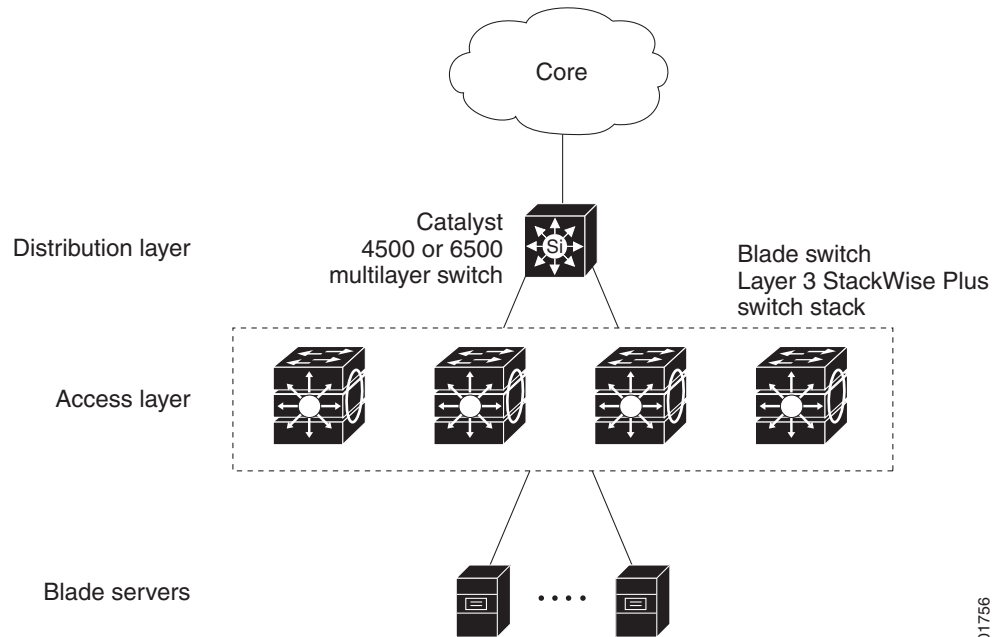 Core
Distribution layer
Catalyst
4500 or 6500
multilayer switch
Si
Blade switch
Layer 3 StackWise Plus
switch stack
Access layer
Blade servers